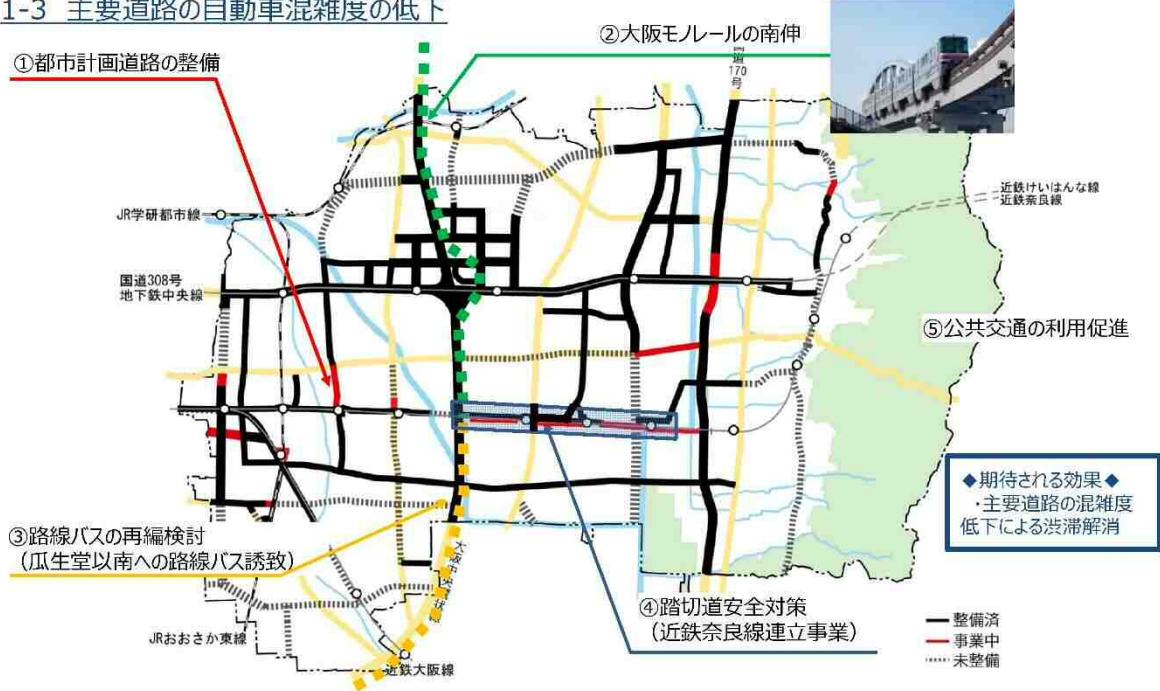 1-3 主要道路の自動車混雑度の低下
①都市計画道路の整備
②大阪モノレールの南伸
国道
170
号
近鉄けいはんな線
近鉄奈良線
JR学研都市線
国道308号
地下鉄中央線
⑤公共交通の利用促進
◆期待される効果◆
・主要道路の混雑度
低下による渋滞解消
③路線バスの再編検討
（瓜生堂以南への路線バス誘致）
④踏切道安全対策
（近鉄奈良線連立事業）
JRおおさか東線
近鉄大阪線
整備済
事業中
未整備